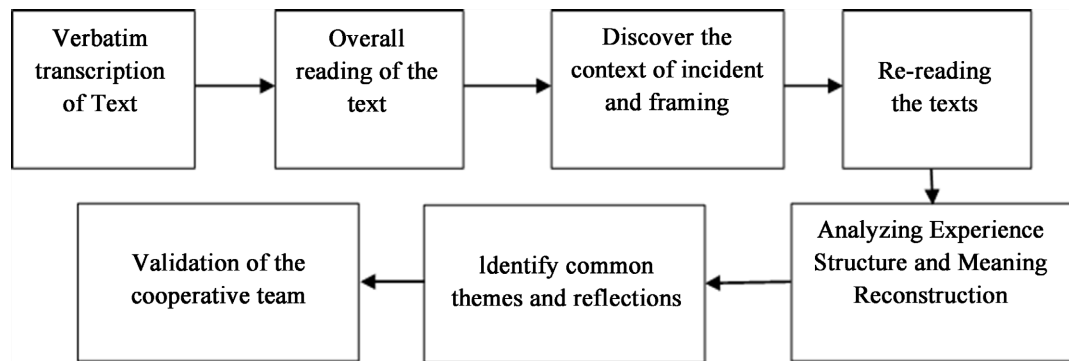 Verbatim
transcription
of Text
Overall
reading of the
text
Discover the
context of incident
and framing
Re-reading
the texts
Analyzing Experience
Structure and Meaning
Reconstruction
Identify common
themes and reflections
Validation of the
cooperative team